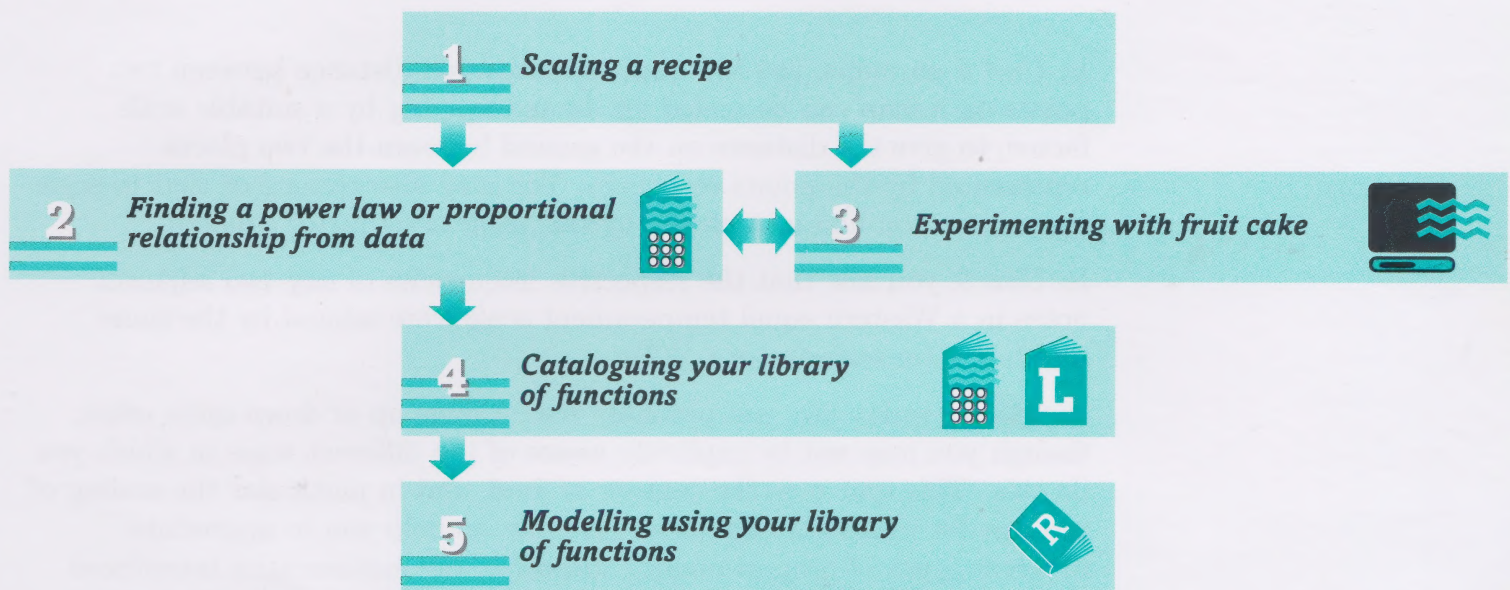 1
Scaling a recipe
2
Finding a power law or proportional
relationship from data
3
Experimenting with fruit cake
4
Cataloguing your library
of functions
L
5
Modelling using your library
of functions
R